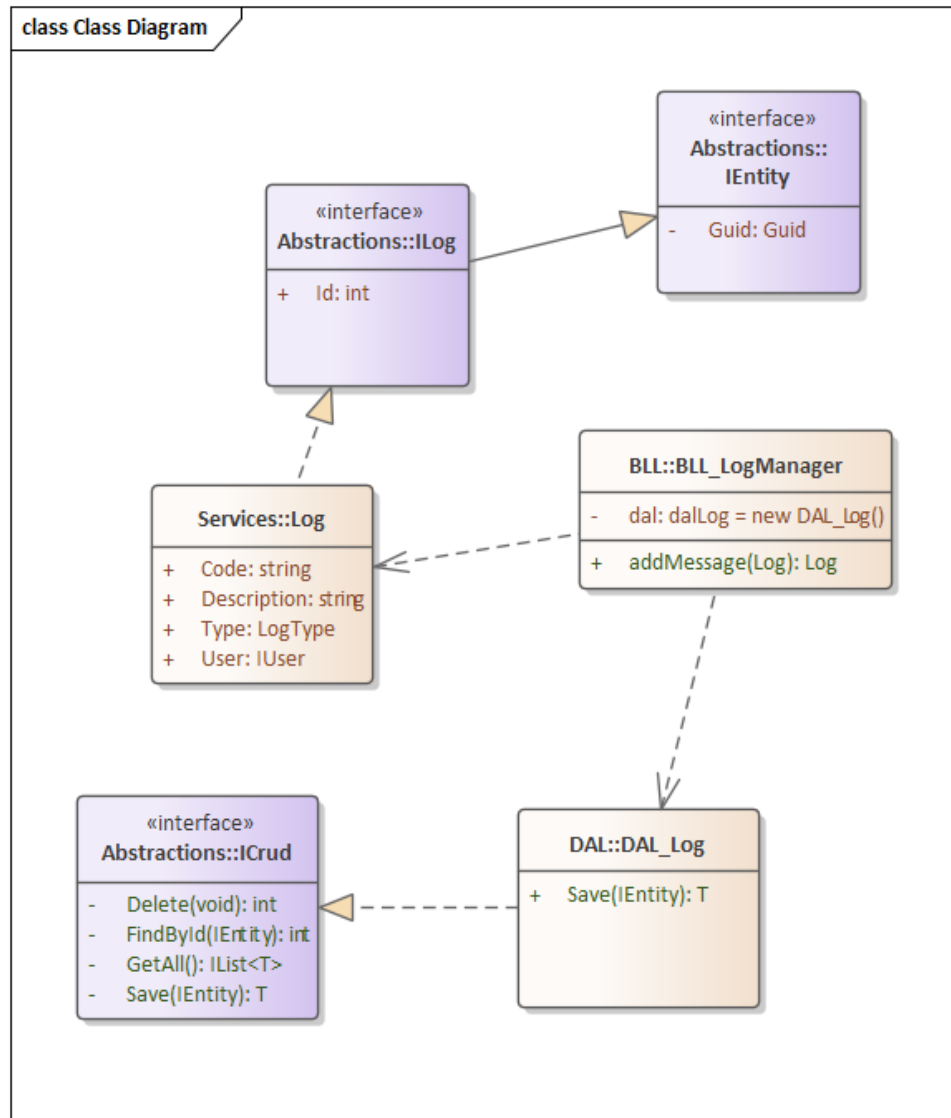 class Class Diagram
«interface»
Abstractions::
IEntity
- Guid: Guid
«interface»
Abstractions::ILog
+ Id: int
BLL::BLL_LogManager
- dal: dalLog = new DAL_Log()
+ addMessage(Log): Log
Services::Log
+ Code: string
+ Description: string
+ Type: LogType
+ User: IUser
«interface»
Abstractions::ICrud
- Delete(void): int
- FindById(IEntity): int
- GetAll(): IList<T>
- Save(IEntity): T
DAL::DAL_Log
+ Save(IEntity): T